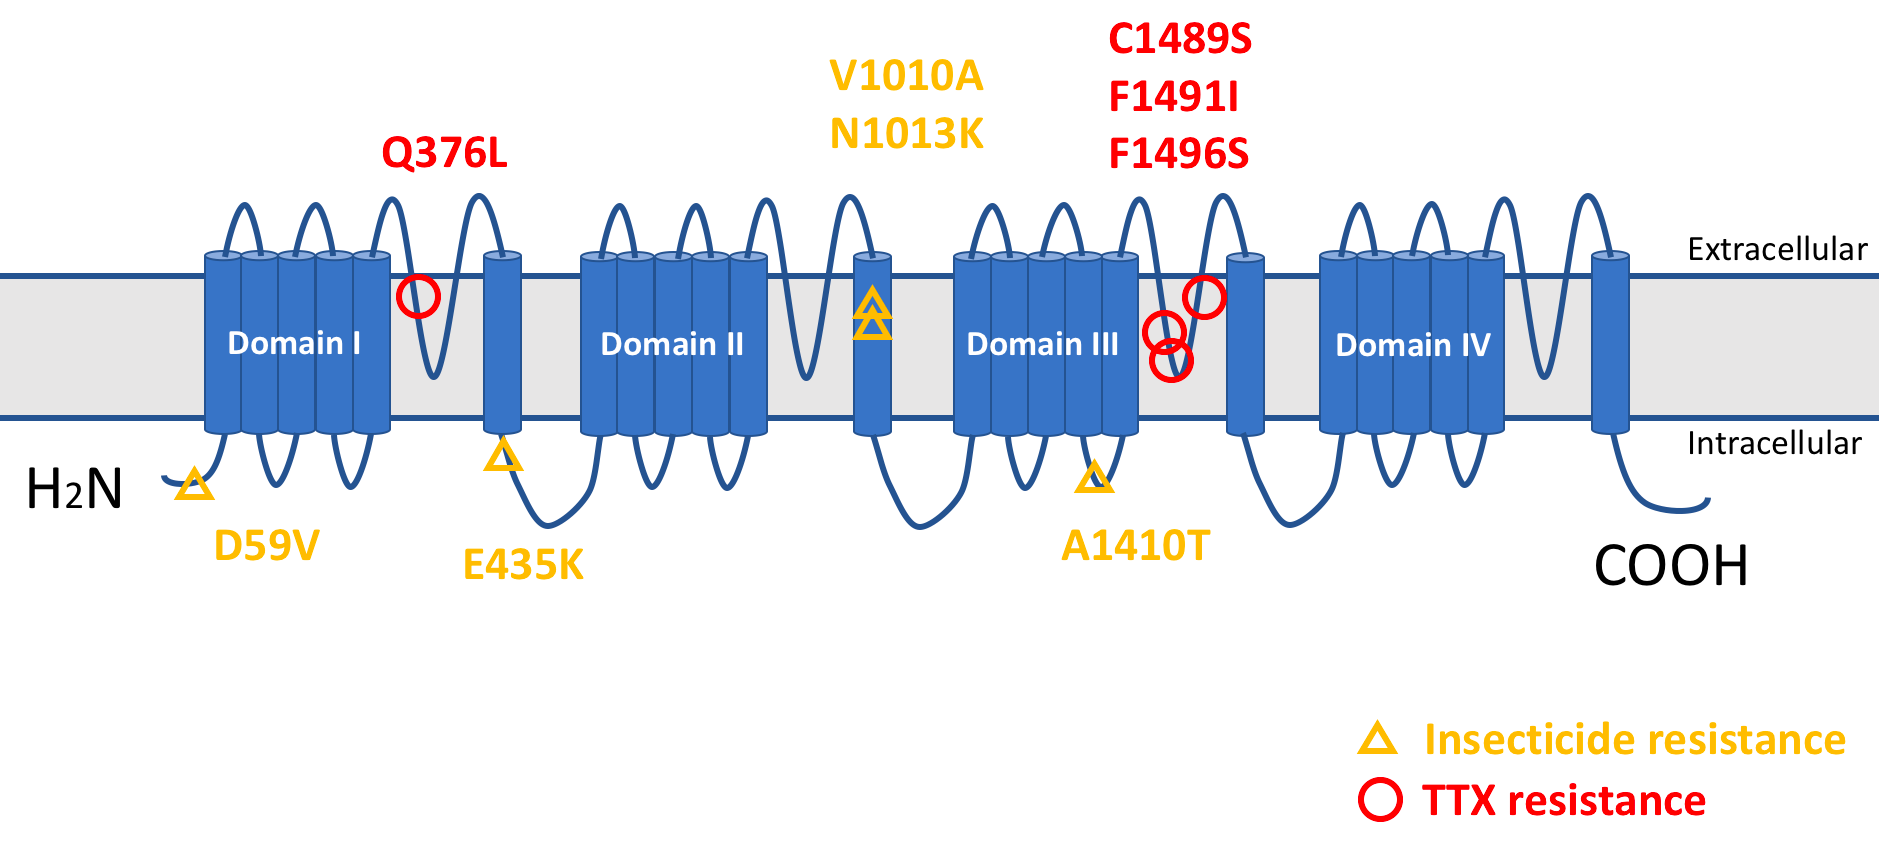 C1489S
F1491I
F1496S
V1010A
N1013K
Q376L
Extracellular
Domain I
Domain II
Domain III
Domain IV
Intracellular
H2N
D59V
E435K
A1410T
COOH
Insecticide resistance
TTX resistance